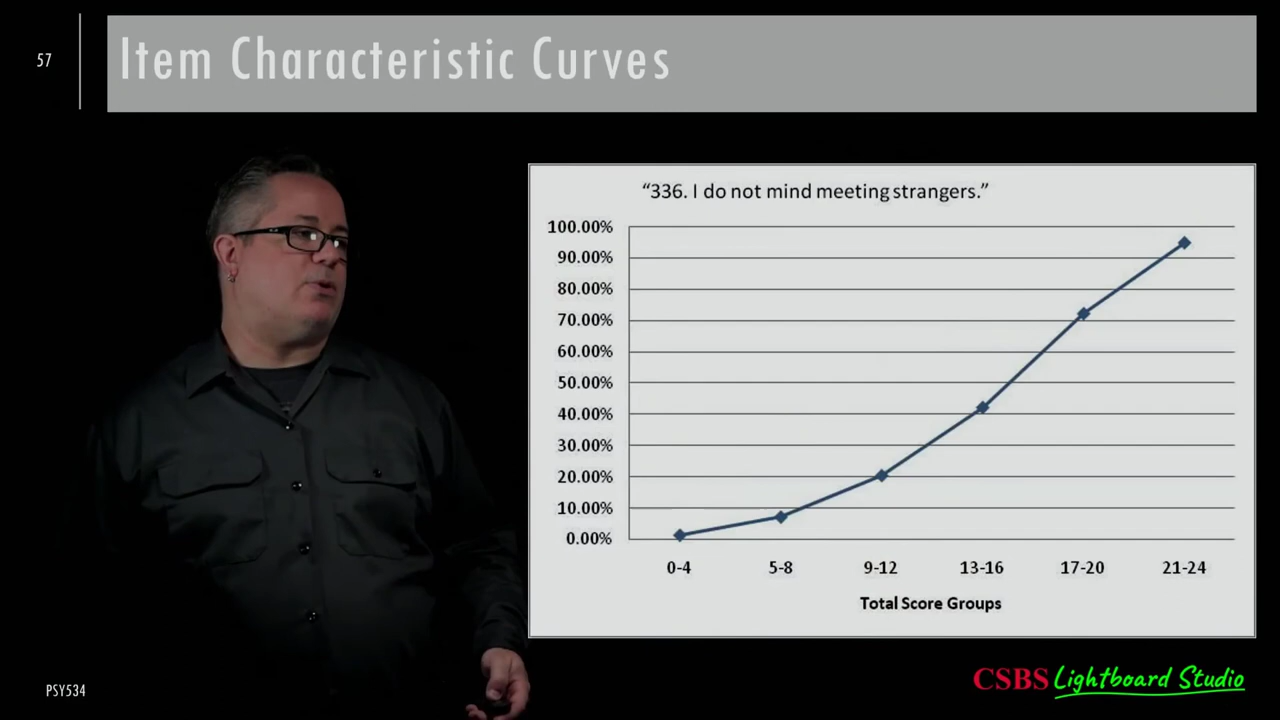 57
Item Characteristic Curves
“336. I do not mind meeting strangers.”
100.00%
90.00%
80.00%
70.00%
60.00%
50.00%
40.00%
30.00%
20.00%
10.00%
0.00%
0-4 5-8 9-12 13-16 17-20 21-24
Total Score Groups
PSY534
CSBS Lightboard Studio